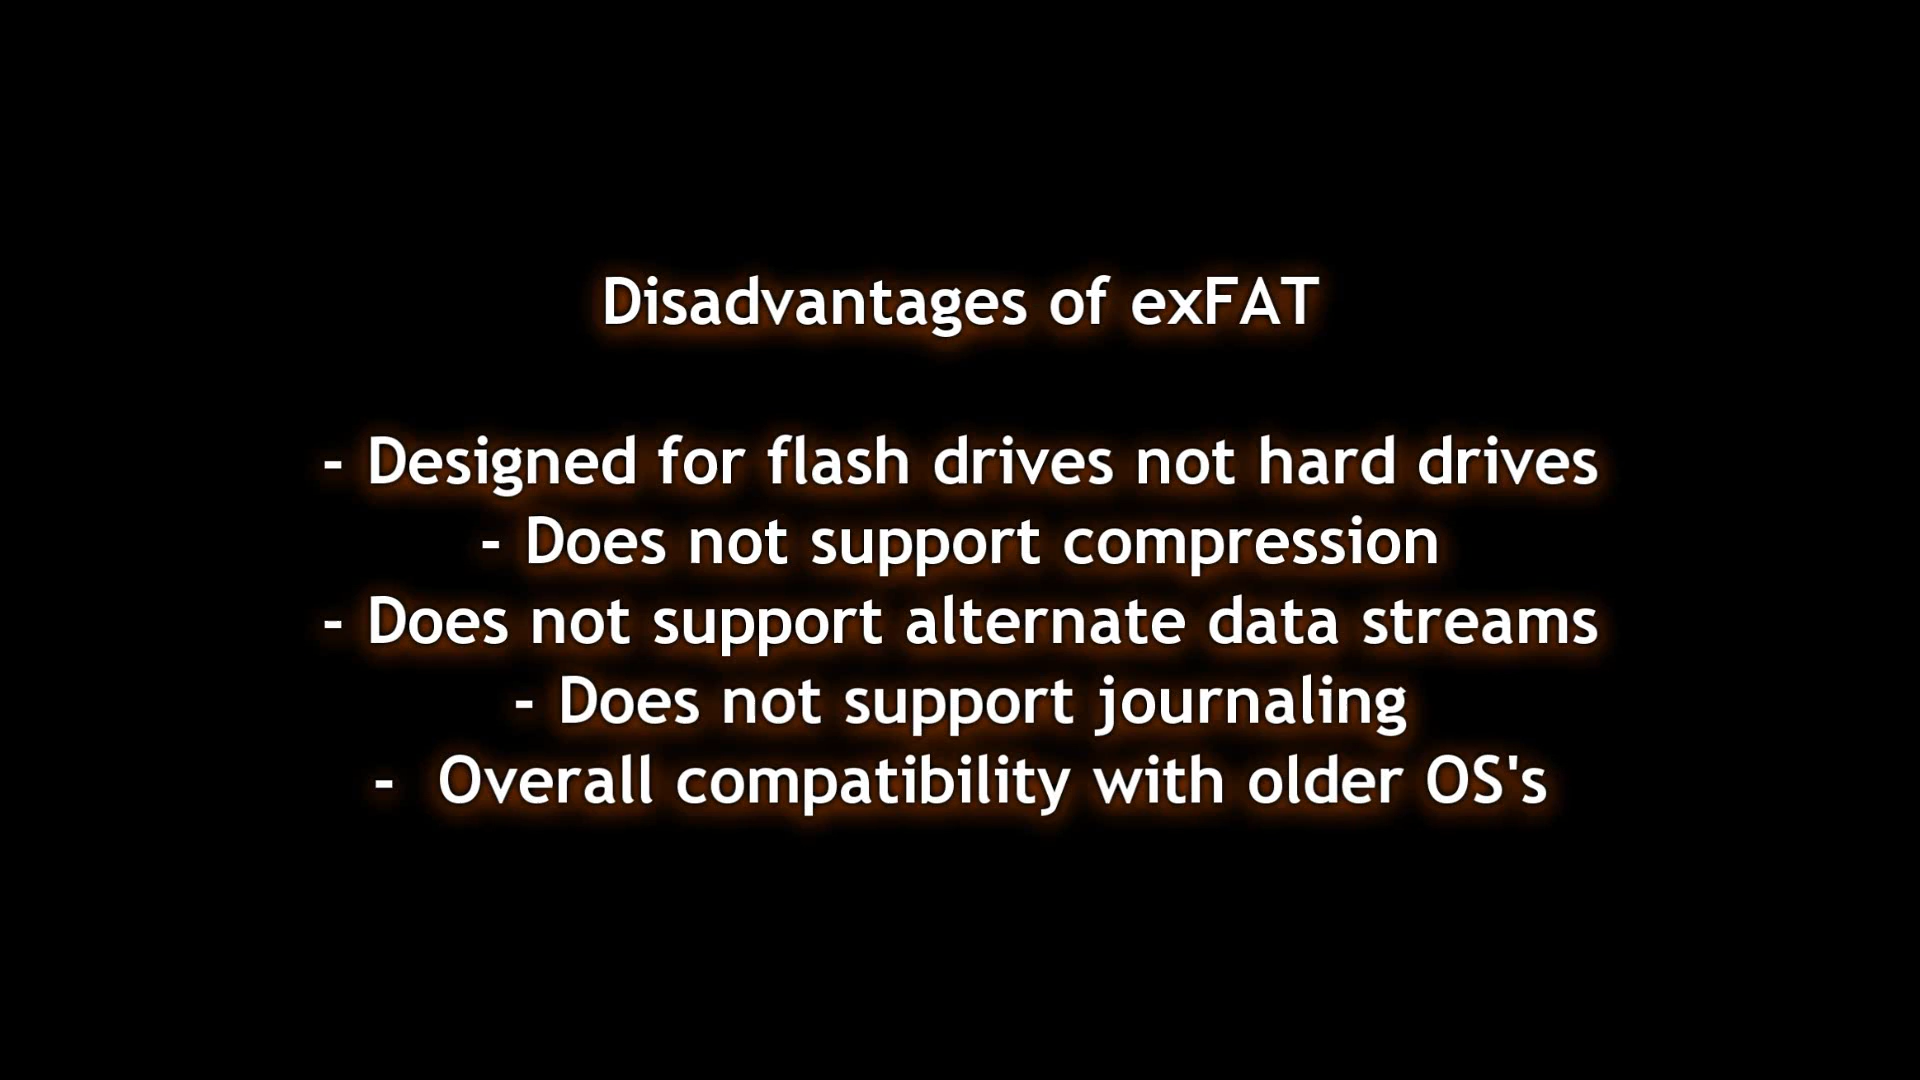 Disadvantages of exFAT
- Designed for flash drives not hard drives
- Does not support compression
- Does not support alternate data streams
- Does not support journaling
-  Overall compatibility with older OS's